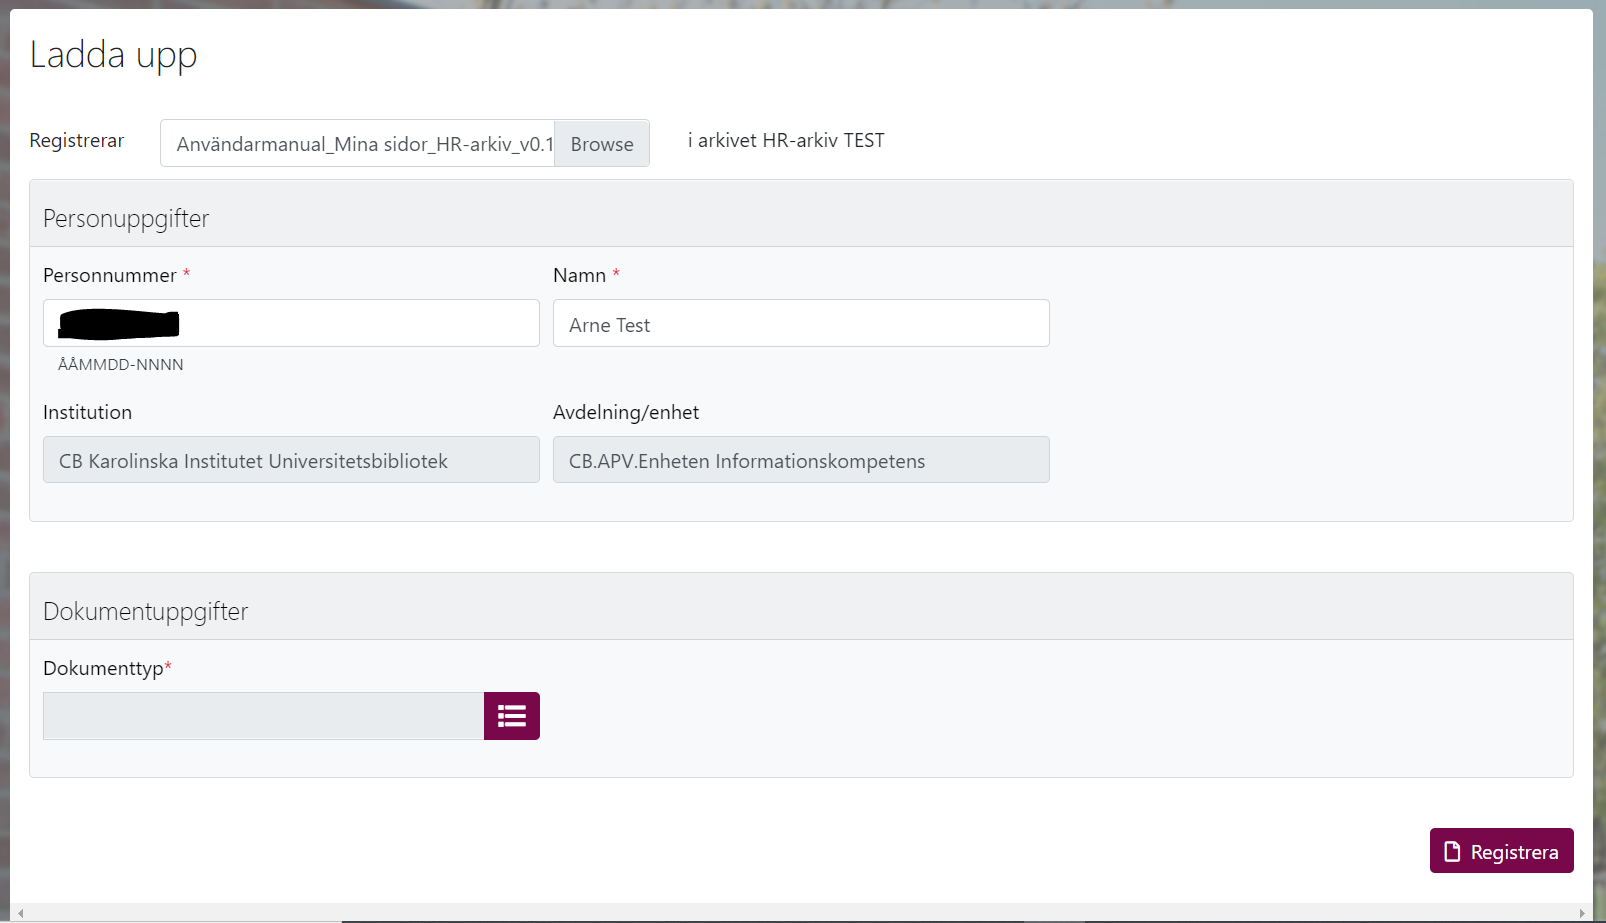 Ladda upp
Registrerar Användarmanual_Mina sidor_HR-arkiv_v0.1 Browse i arkivet HR-arkiv TEST
Personuppgifter
Personnummer * Namn *
Arne Test
ÅÅMMDD-NNNN
Institution Avdelning/enhet
CB Karolinska Institutet Universitetsbibliotek CB.APV.Enheten Informationskompetens
Dokumentuppgifter
Dokumenttyp*
Registrera